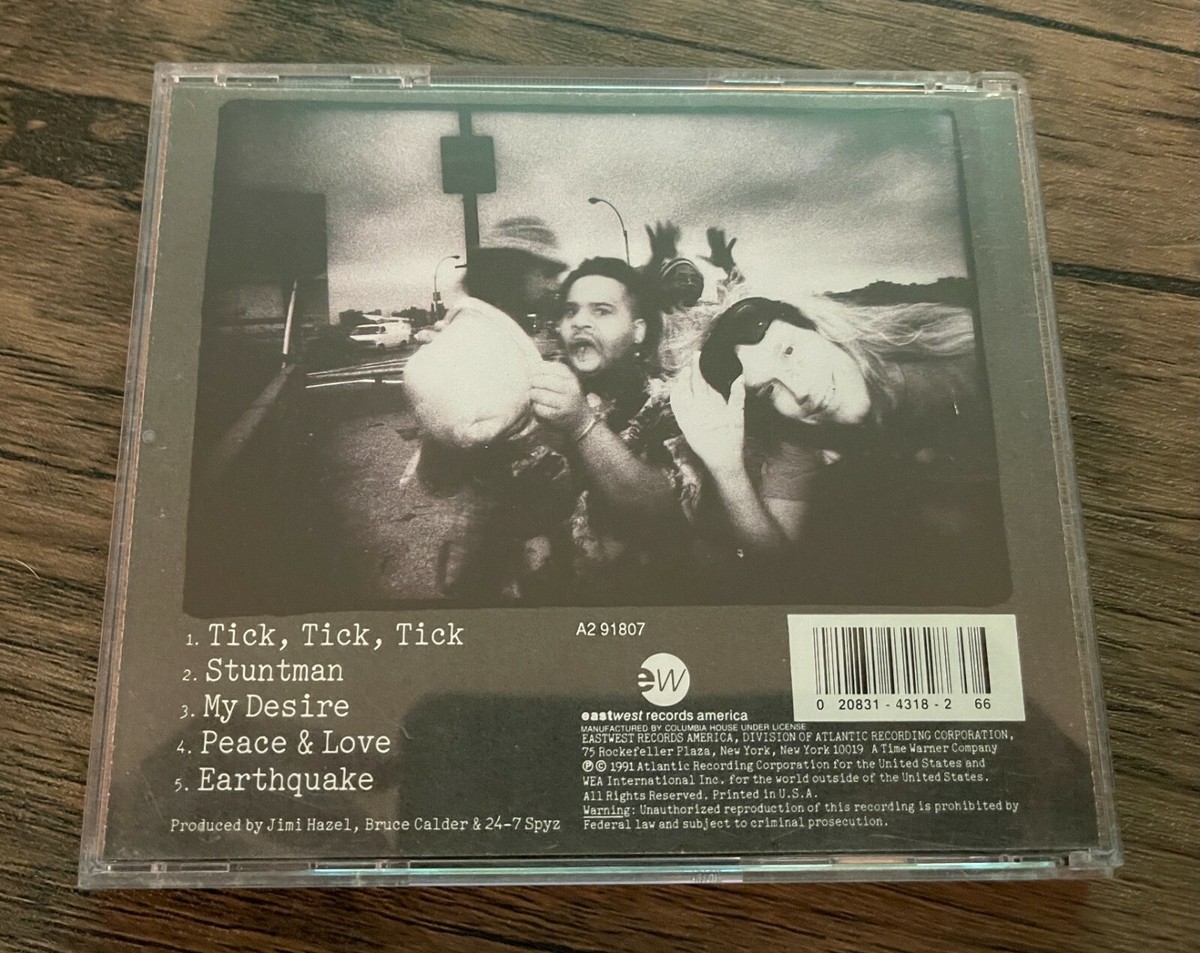 1. Tick, Tick, Tick
2. Stuntman
3. My Desire
4. Peace & Love
5. Earthquake
Produced by Jimi Hazel, Bruce Calder & 24-7 Spyz
A2 91807
ew
eastwest records america
MANUFACTURED BY COLUMBIA HOUSE UNDER LICENSE
EASTWEST RECORDS AMERICA, DIVISION OF ATLANTIC RECORDING CORPORATION,
75 Rockefeller Plaza, New York, New York 10019 A Time Warner Company
℗ © 1991 Atlantic Recording Corporation for the United States and
WEA International Inc. for the world outside of the United States.
All Rights Reserved. Printed in U.S.A.
Warning: Unauthorized reproduction of this recording is prohibited by
Federal law and subject to criminal prosecution.
0 20831 - 4318 - 2 66